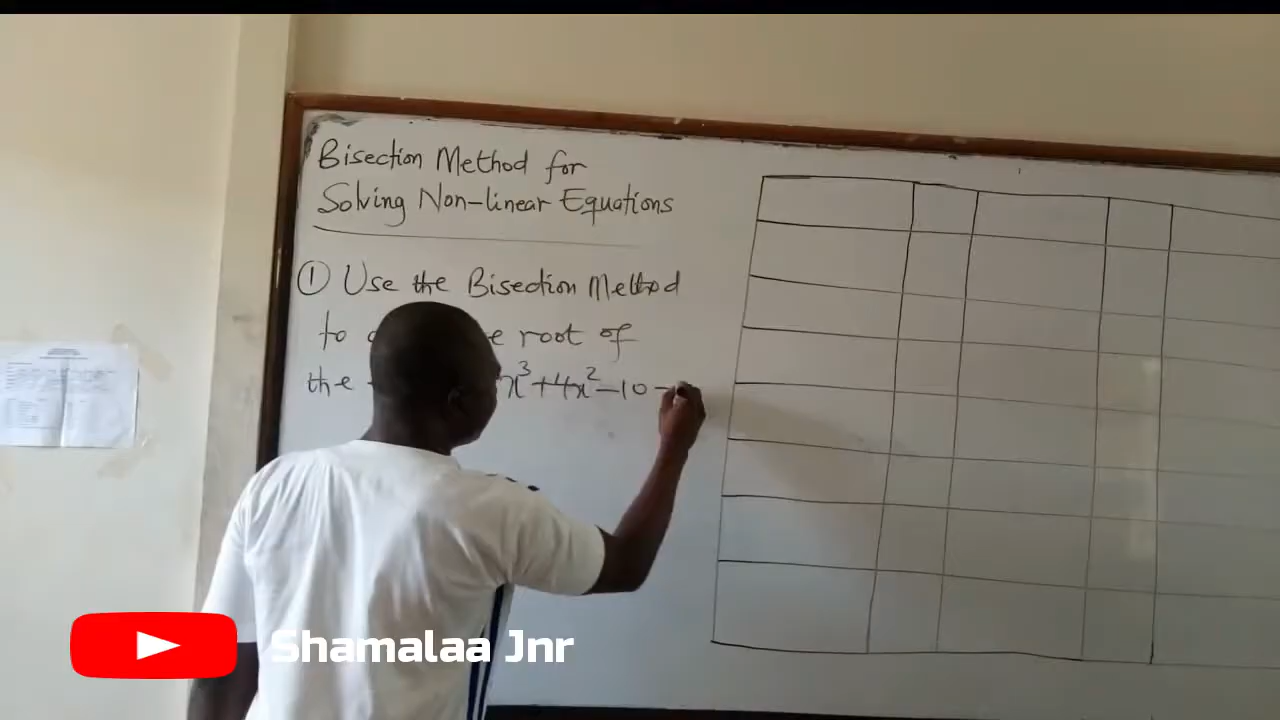 Bisection Method for
Solving Non-linear Equations
① Use the Bisection Method
to root of
the x³+4x²-10
Shamalaa Jnr